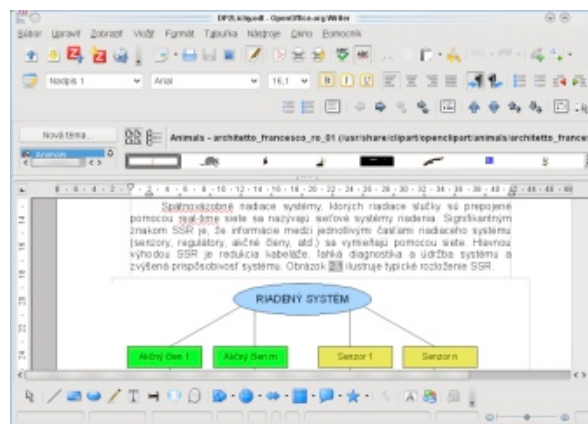 DP2Lichy.odt - OpenOffice.org Writer
Súbor Upraviť Zobraziť Vložiť Formát Tabuľka Nástroje Okno Pomocník
Nadpis 1 Arial 16,1
Nová téma...
Animals - architetto_francesco_ro_01 (/usr/share/clipart/openclipart/animals/architetto_france
Animals
Spätnoväzobné riadiace systémy, ktorých riadiace slučky sú prepojené
pomocou real-time siete sa nazývajú sieťové systémy riadenia. Signifikantným
znakom SSR je, že informácie medzi jednotlivými časťami riadiaceho systému
(senzory, regulátory, akčné členy, atď.) sa vymieňajú pomocou siete. Hlavnou
výhodou SSR je redukcia kabeláže, ľahká diagnostika a údržba systému a
zvýšená prispôsobivosť systému. Obrázok 2.1 ilustruje typické rozloženie SSR.
RIADENÝ SYSTÉM
Akčný člen 1 Akčný člen m Senzor 1 Senzor n